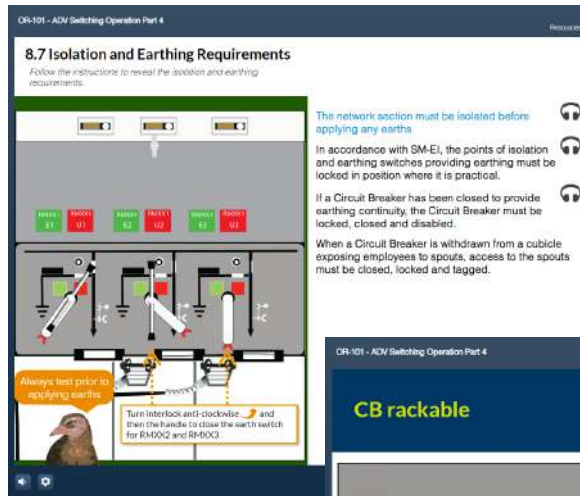 OR-101 - ADV Switching Operation Part 4
Resources
8.7 Isolation and Earthing Requirements
Follow the instructions to reveal the isolation and earthing
requirements.
The network section must be isolated before
applying any earths
In accordance with SM-EI, the points of isolation
and earthing switches providing earthing must be
locked in position where it is practical.
If a Circuit Breaker has been closed to provide
earthing continuity, the Circuit Breaker must be
locked, closed and disabled.
When a Circuit Breaker is withdrawn from a cubicle
exposing employees to spouts, access to the spouts
must be closed, locked and tagged.
E1 U1 E2 U2 E3 U3
Always test prior to
applying earths
Turn interlock anti-clockwise and
then the handle to close the earth switch
for RMXX2 and RMXX3
OR-101 - ADV Switching Operation Part 4
CB rackable